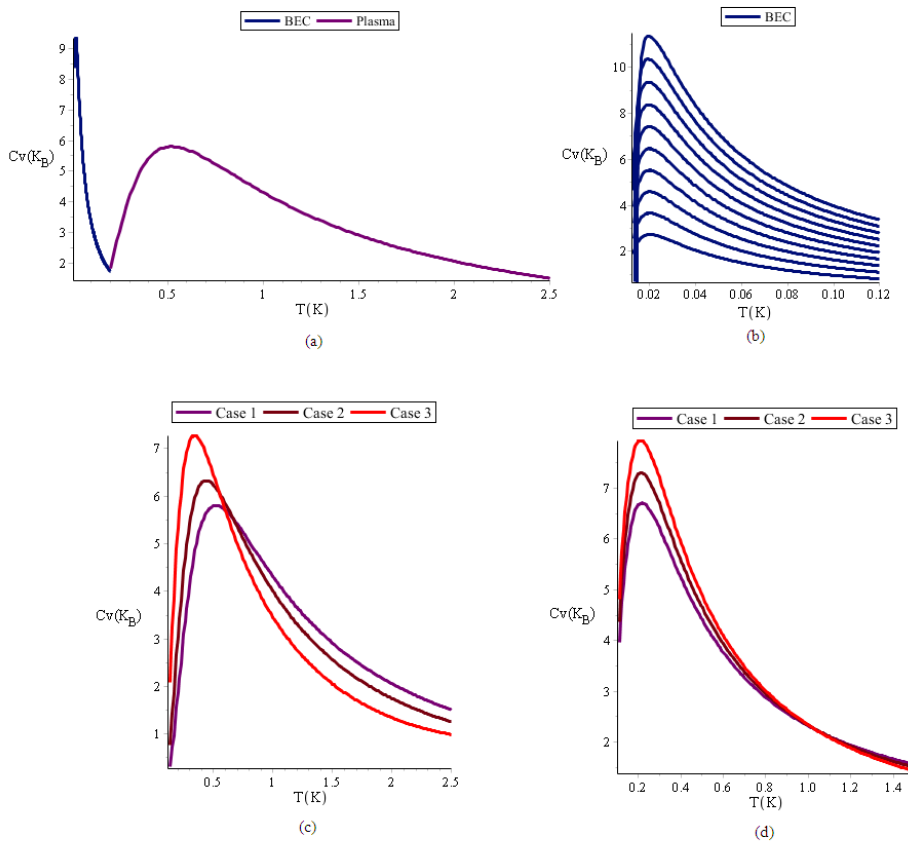 BEC Plasma
9
8
7
6
Cv(K_B)
5
4
3
2
0.5 1 1.5 2 2.5
T(K)
(a)
BEC
10
8
Cv(K_B)
6
4
2
0.02 0.04 0.06 0.08 0.10 0.12
T(K)
(b)
Case 1 Case 2 Case 3
7
6
5
4
Cv(K_B)
3
2
1
0.5 1 1.5 2 2.5
T(K)
(c)
Case 1 Case 2 Case 3
7
6
5
Cv(K_B)
4
3
2
0.2 0.4 0.6 0.8 1.0 1.2 1.4
T(K)
(d)